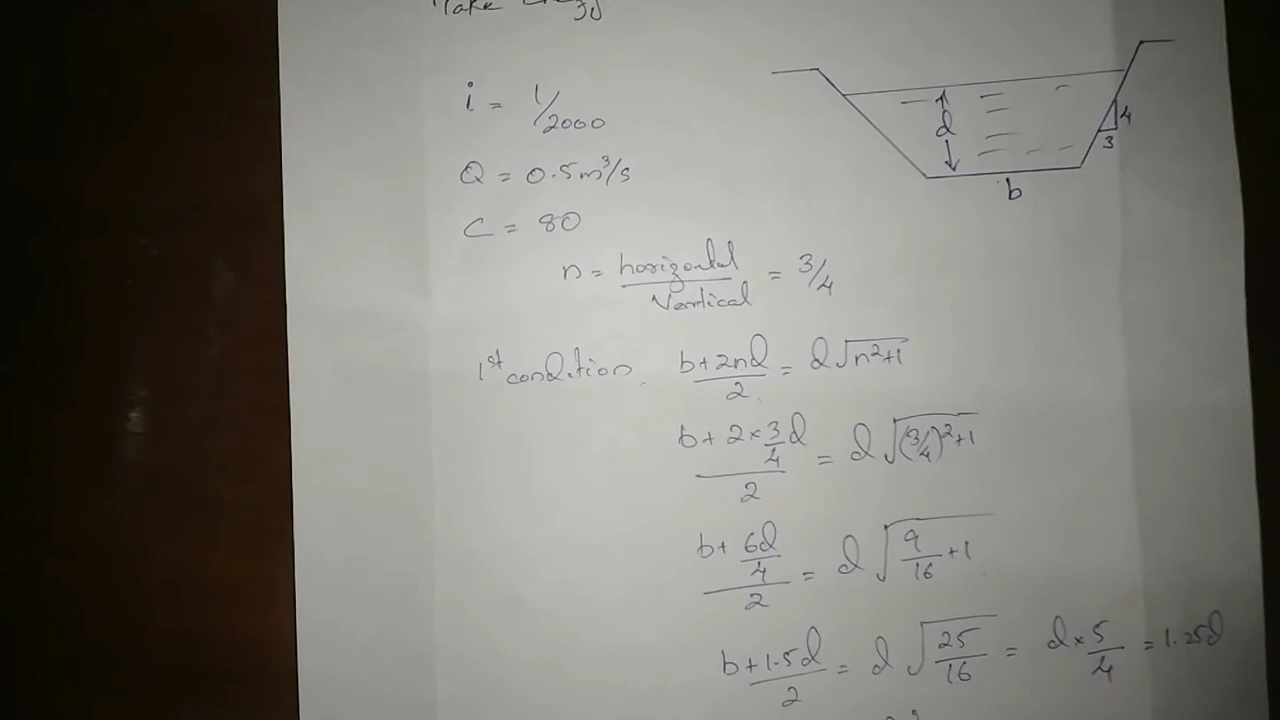 Take
i = 1/2000
Q = 0.5m³/s
C = 80
n = horizontal/Vertical = 3/4
d
4
3
b
1st condition, (b+2nd)/2 = d√(n²+1)
(b + 2×3/4 d)/2 = d√((3/4)²+1)
(b + 6d/4)/2 = d√(9/16 +1)
(b+1.5d)/2 = d√(25/16) = d×5/4 = 1.25d